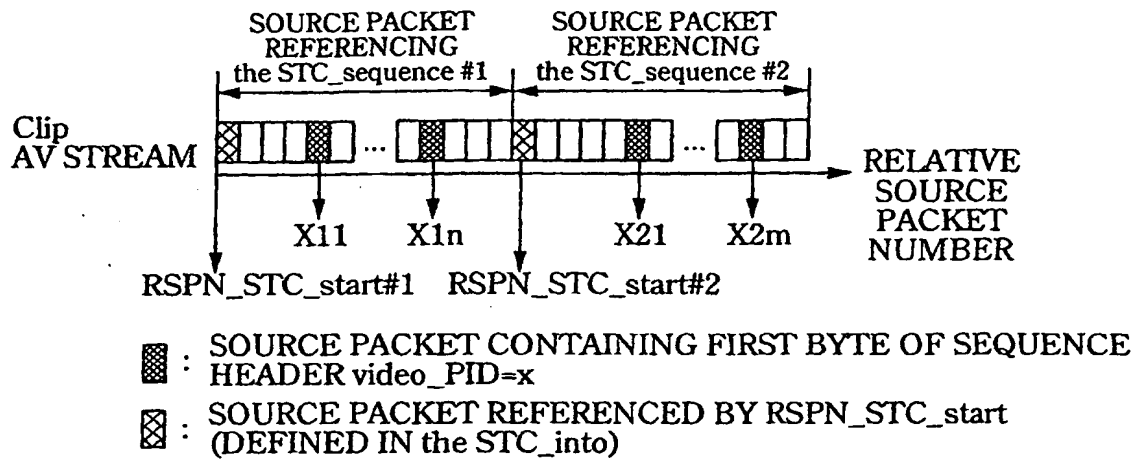 SOURCE PACKET
REFERENCING
the STC_sequence #1
SOURCE PACKET
REFERENCING
the STC_sequence #2
Clip
AV STREAM
...
...
RELATIVE
SOURCE
PACKET
NUMBER
X11
X1n
X21
X2m
RSPN_STC_start#1
RSPN_STC_start#2
: SOURCE PACKET CONTAINING FIRST BYTE OF SEQUENCE
HEADER video_PID=x
: SOURCE PACKET REFERENCED BY RSPN_STC_start
(DEFINED IN the STC_into)